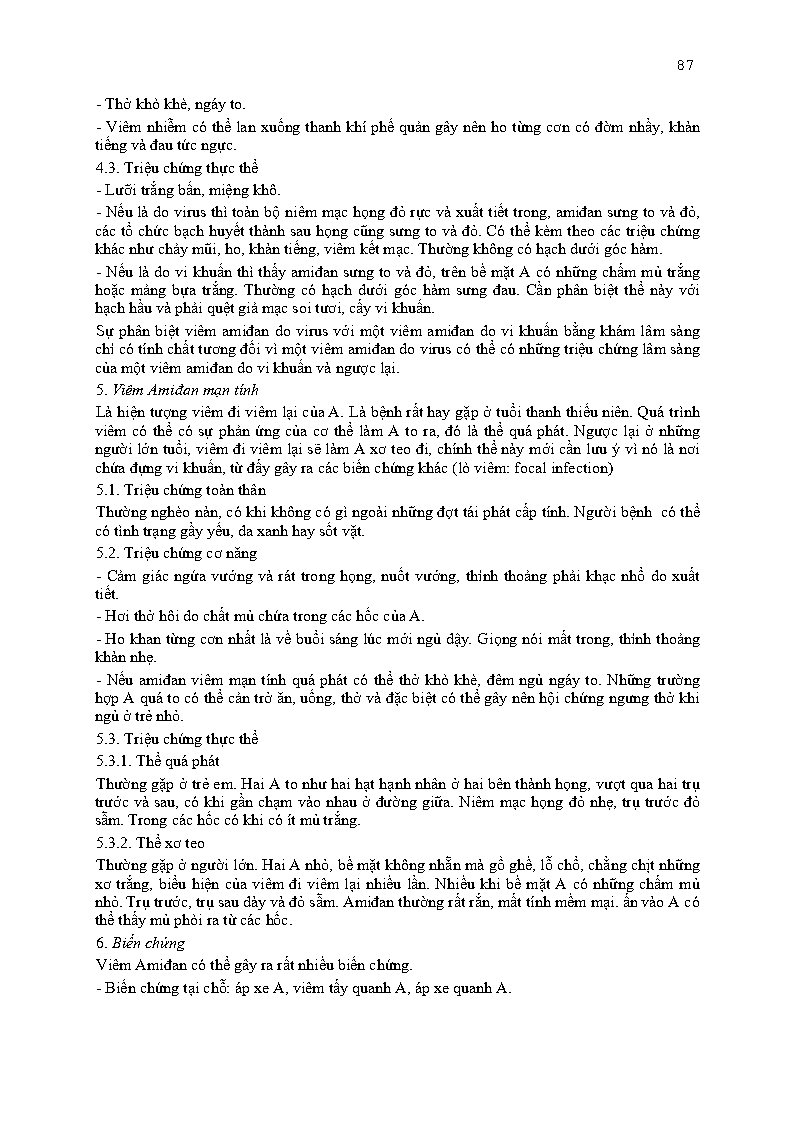 87
- Thở khò khè, ngáy to.
- Viêm nhiễm có thể lan xuống thanh khí phế quản gây nên ho từng cơn có đờm nhầy, khàn
tiếng và đau tức ngực.
4.3. Triệu chứng thực thể
- Lưỡi trắng bẩn, miệng khô.
- Nếu là do virus thì toàn bộ niêm mạc họng đỏ rực và xuất tiết trong, amiđan sưng to và đỏ,
các tổ chức bạch huyết thành sau họng cũng sưng to và đỏ. Có thể kèm theo các triệu chứng
khác như chảy mũi, ho, khàn tiếng, viêm kết mạc. Thường không có hạch dưới góc hàm.
- Nếu là do vi khuẩn thì thấy amiđan sưng to và đỏ, trên bề mặt A có những chấm mủ trắng
hoặc mảng bựa trắng. Thường có hạch dưới góc hàm sưng đau. Cần phân biệt thể này với
hạch hầu và phải quệt giả mạc soi tươi, cấy vi khuẩn.
Sự phân biệt viêm amiđan do virus với một viêm amiđan do vi khuẩn bằng khám lâm sàng
chỉ có tính chất tương đối vì một viêm amiđan do virus có thể có những triệu chứng lâm sàng
của một viêm amiđan do vi khuẩn và ngược lại.
5. Viêm Amiđan mạn tính
Là hiện tượng viêm đi viêm lại của A. Là bệnh rất hay gặp ở tuổi thanh thiếu niên. Quá trình
viêm có thể có sự phản ứng của cơ thể làm A to ra, đó là thể quá phát. Ngược lại ở những
người lớn tuổi, viêm đi viêm lại sẽ làm A xơ teo đi, chính thể này mới cần lưu ý vì nó là nơi
chứa đựng vi khuẩn, từ đấy gây ra các biến chứng khác (lò viêm: focal infection)
5.1. Triệu chứng toàn thân
Thường nghèo nàn, có khi không có gì ngoài những đợt tái phát cấp tính. Người bệnh  có thể
có tình trạng gầy yếu, da xanh hay sốt vặt.
5.2. Triệu chứng cơ năng
- Cảm giác ngứa vướng và rát trong họng, nuốt vướng, thỉnh thoảng phải khạc nhổ do xuất
tiết.
- Hơi thở hôi do chất mủ chứa trong các hốc của A.
- Ho khan từng cơn nhất là về buổi sáng lúc mới ngủ dậy. Giọng nói mất trong, thỉnh thoảng
khàn nhẹ.
- Nếu amiđan viêm mạn tính quá phát có thể thở khò khè, đêm ngủ ngáy to. Những trường
hợp A quá to có thể cản trở ăn, uống, thở và đặc biệt có thể gây nên hội chứng ngưng thở khi
ngủ ở trẻ nhỏ.
5.3. Triệu chứng thực thể
5.3.1. Thể quá phát
Thường gặp ở trẻ em. Hai A to như hai hạt hạnh nhân ở hai bên thành họng, vượt qua hai trụ
trước và sau, có khi gần chạm vào nhau ở đường giữa. Niêm mạc họng đỏ nhẹ, trụ trước đỏ
sẫm. Trong các hốc có khi có ít mủ trắng.
5.3.2. Thể xơ teo
Thường gặp ở người lớn. Hai A nhỏ, bề mặt không nhẵn mà gồ ghề, lỗ chổ, chằng chịt những
xơ trắng, biểu hiện của viêm đi viêm lại nhiều lần. Nhiều khi bề mặt A có những chấm mủ
nhỏ. Trụ trước, trụ sau dày và đỏ sẫm. Amiđan thường rất rắn, mất tính mềm mại. ấn vào A có
thể thấy mủ phòi ra từ các hốc.
6. Biến chứng
Viêm Amiđan có thể gây ra rất nhiều biến chứng.
- Biến chứng tại chỗ: áp xe A, viêm tấy quanh A, áp xe quanh A.